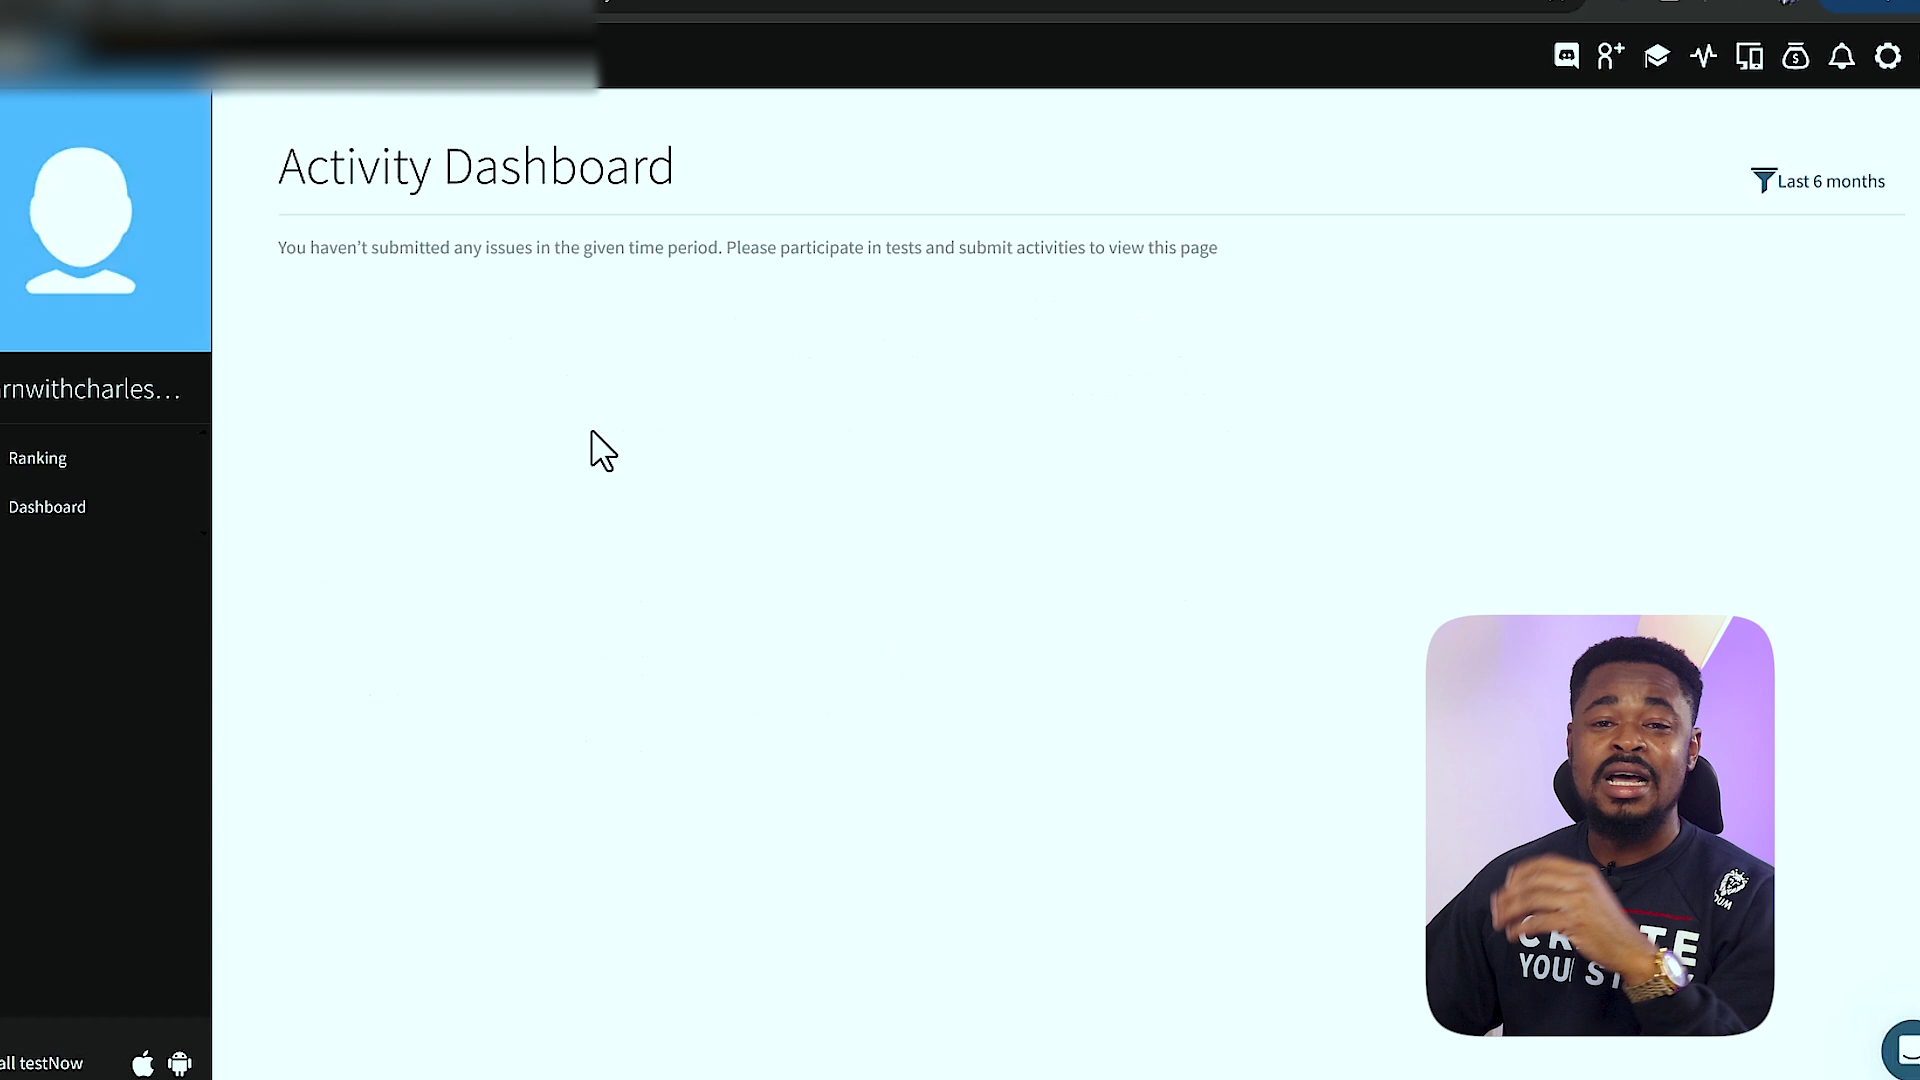 Activity Dashboard
Last 6 months
You haven’t submitted any issues in the given time period. Please participate in tests and submit activities to view this page
rnwithcharles...
Ranking
Dashboard
all testNow
YOU